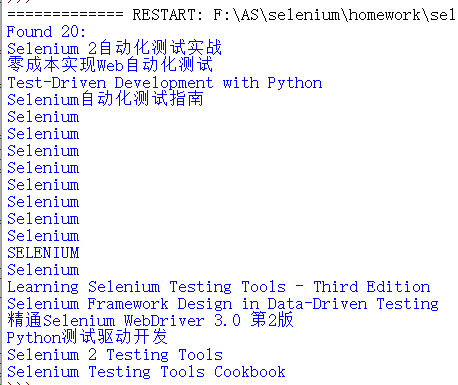 ============= RESTART: F:\AS\selenium\homework\sel
Found 20:
Selenium 2自动化测试实战
零成本实现Web自动化测试
Test-Driven Development with Python
Selenium自动化测试指南
Selenium
Selenium
Selenium
Selenium
Selenium
Selenium
Selenium
Selenium
SELENIUM
Selenium
Learning Selenium Testing Tools - Third Edition
Selenium Framework Design in Data-Driven Testing
精通Selenium WebDriver 3.0 第2版
Python测试驱动开发
Selenium 2 Testing Tools
Selenium Testing Tools Cookbook